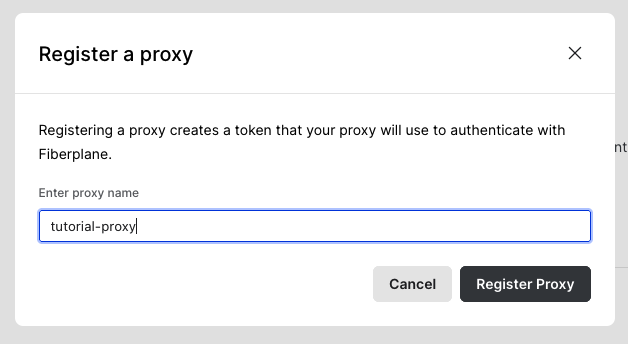 Register a proxy
Registering a proxy creates a token that your proxy will use to authenticate with
Fiberplane.
nt
Enter proxy name
tutorial-proxy
Cancel
Register Proxy